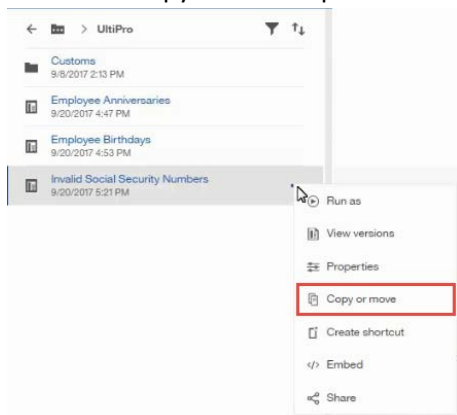 > UltiPro
Customs
9/8/2017 2:13 PM
Employee Anniversaries
9/20/2017 4:47 PM
Employee Birthdays
9/20/2017 4:53 PM
Invalid Social Security Numbers
9/20/2017 5:21 PM
Run as
View versions
Properties
Copy or move
Create shortcut
</> Embed
Share